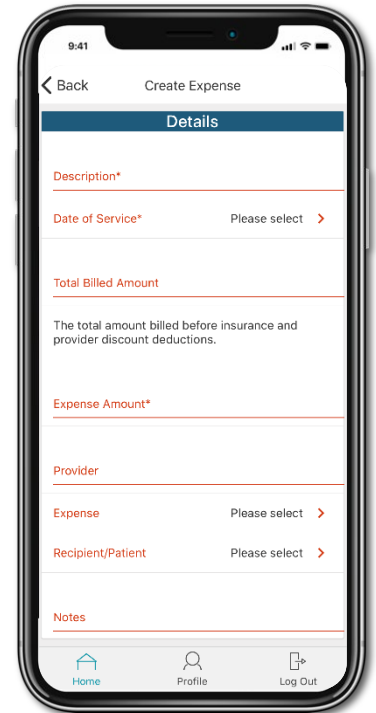 9:41
Back Create Expense
Details
Description*
Date of Service* Please select
Total Billed Amount
The total amount billed before insurance and
provider discount deductions.
Expense Amount*
Provider
Expense Please select
Recipient/Patient Please select
Notes
Home Profile Log Out